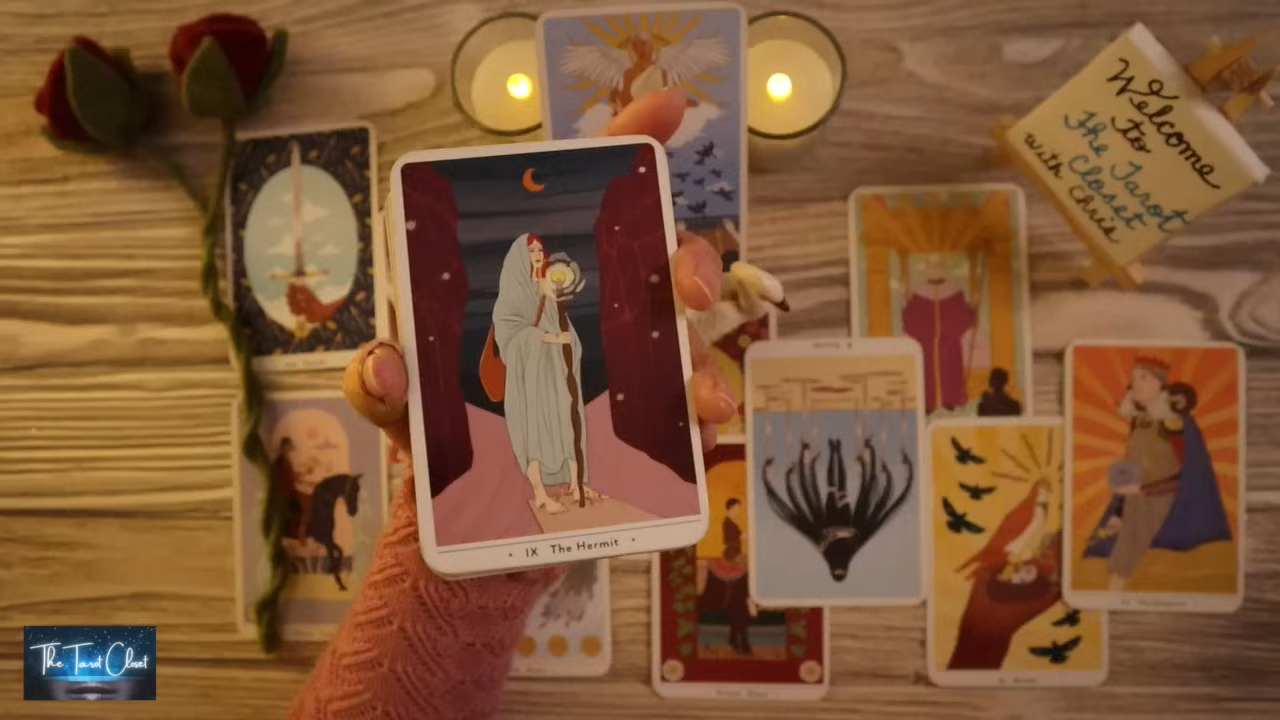 Welcome
to
The Tarot
Closet
with Chris
• IX The Hermit •
The Tarot Closet